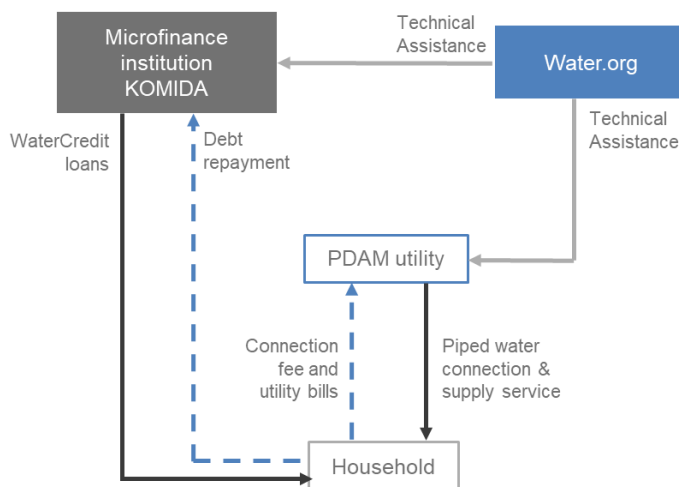 Microfinance
institution
KOMIDA
Technical
Assistance
Water.org
WaterCredit
loans
Debt
repayment
Technical
Assistance
PDAM utility
Connection
fee and
utility bills
Piped water
connection &
supply service
Household